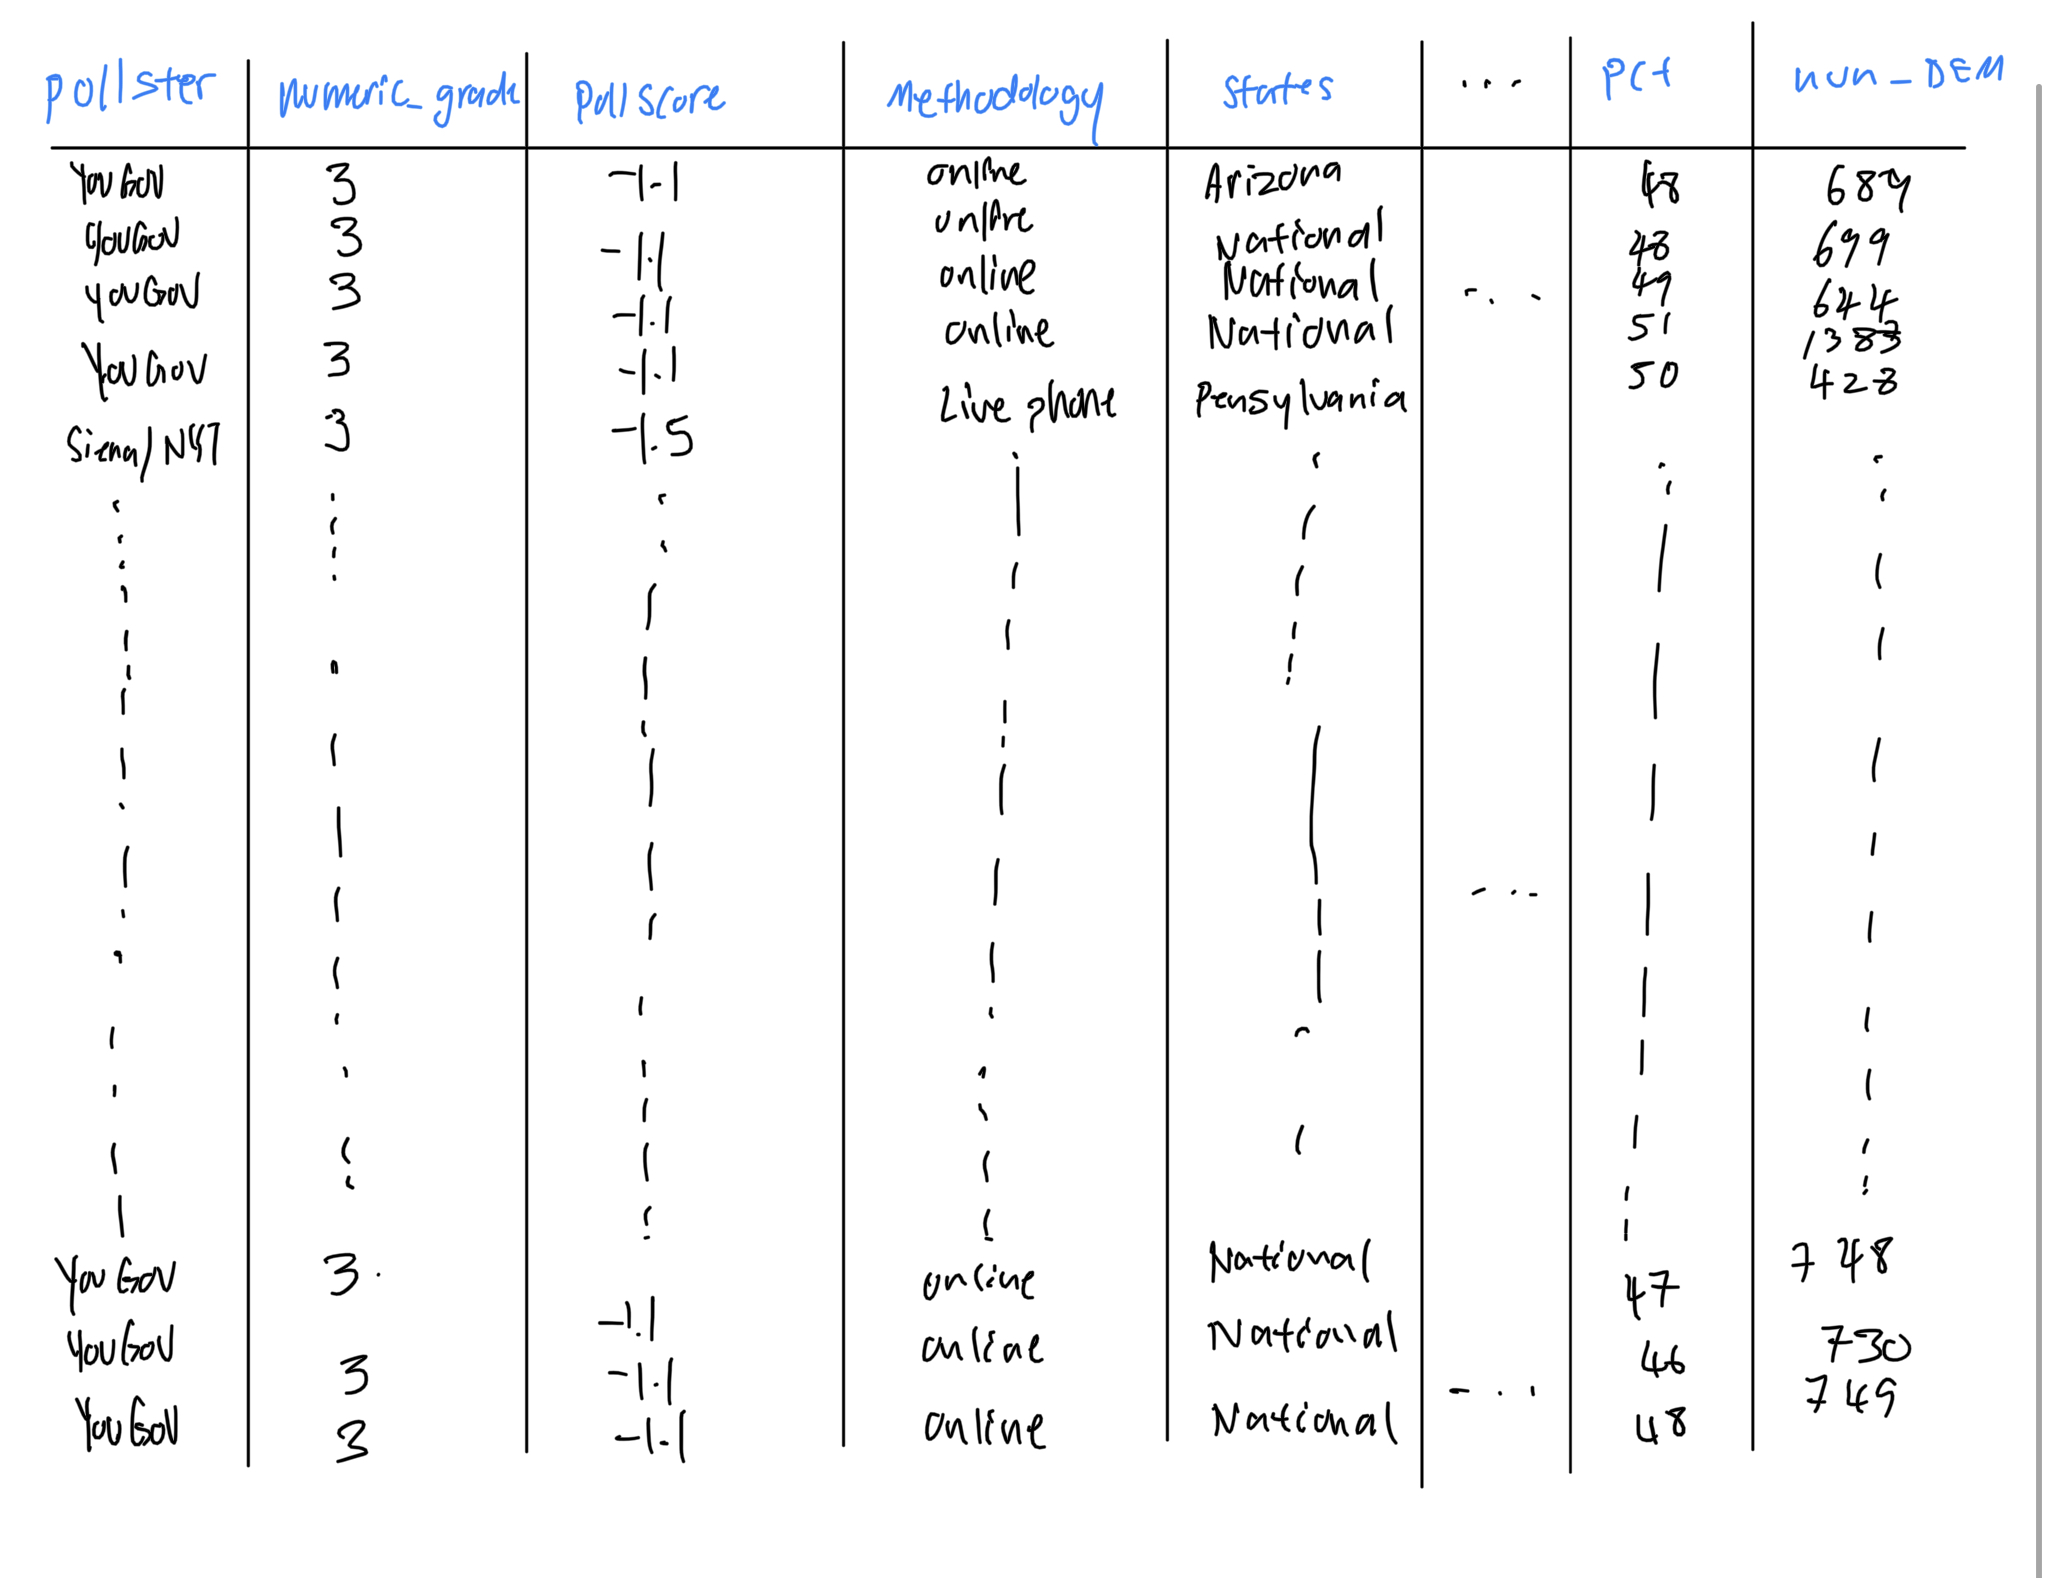 pollster numeric_grade pollscore Methodology states ... Pct num_DEM
YouGov 3 -1.1 online Arizona 48 689
YouGov 3 -1.1 online National 48 699
YouGov 3 -1.1 online National ... 49 644
YouGov 3 -1.1 online National 51 1383
Siena/NYT 3 -1.5 Live phone Pensylvania 50 428
...
YouGov 3 -1.1 online National 47 748
YouGov 3 -1.1 online National 46 730
YouGov 3 -1.1 online National ... 48 749